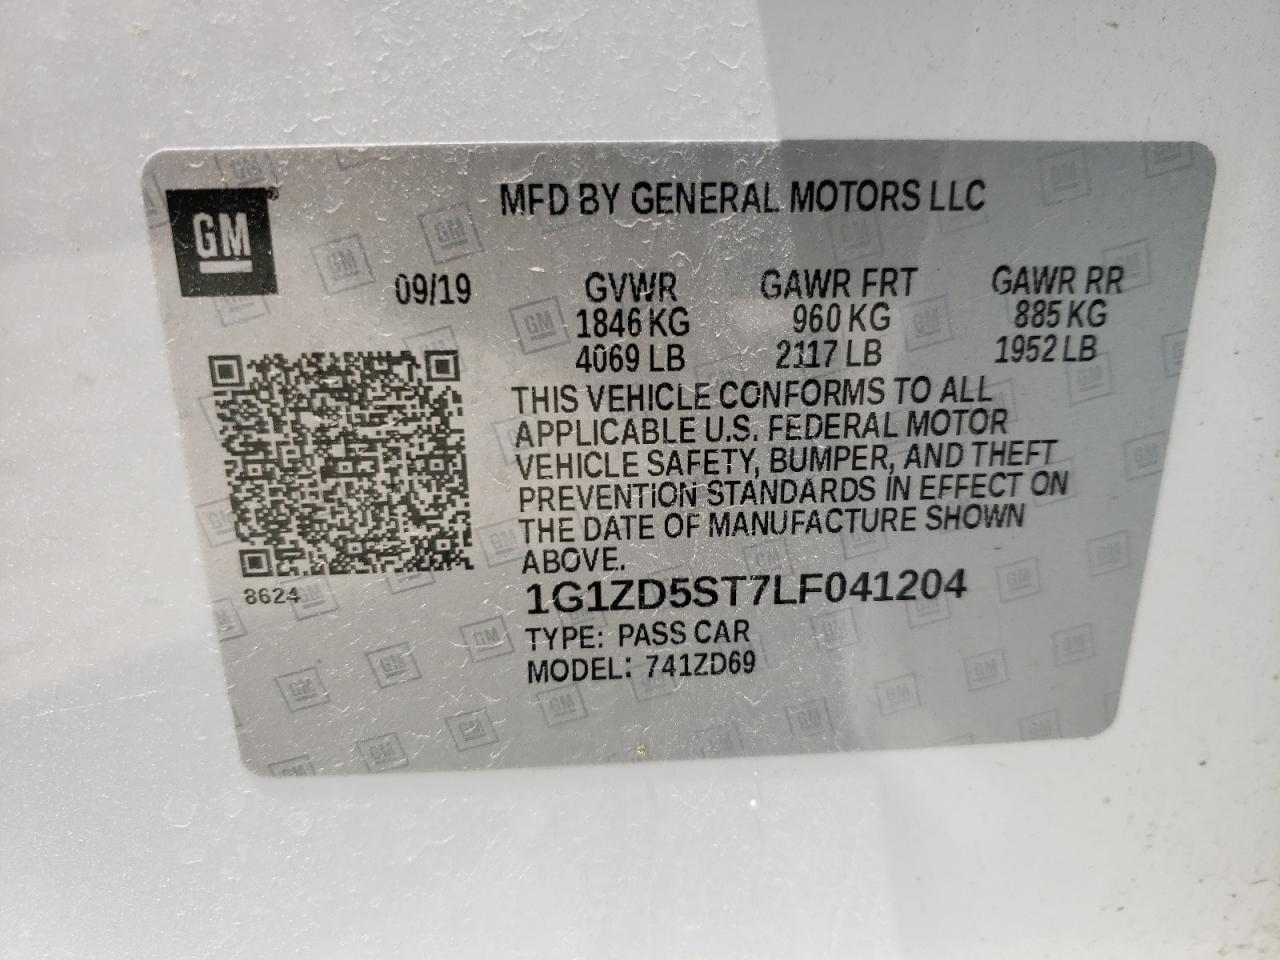 GM
MFD BY GENERAL MOTORS LLC
09/19 GVWR GAWR FRT GAWR RR
1846 KG 960 KG 885 KG
4069 LB 2117 LB 1952 LB
THIS VEHICLE CONFORMS TO ALL
APPLICABLE U.S. FEDERAL MOTOR
VEHICLE SAFETY, BUMPER, AND THEFT
PREVENTION STANDARDS IN EFFECT ON
THE DATE OF MANUFACTURE SHOWN
ABOVE.
8624
1G1ZD5ST7LF041204
TYPE: PASS CAR
MODEL: 741ZD69